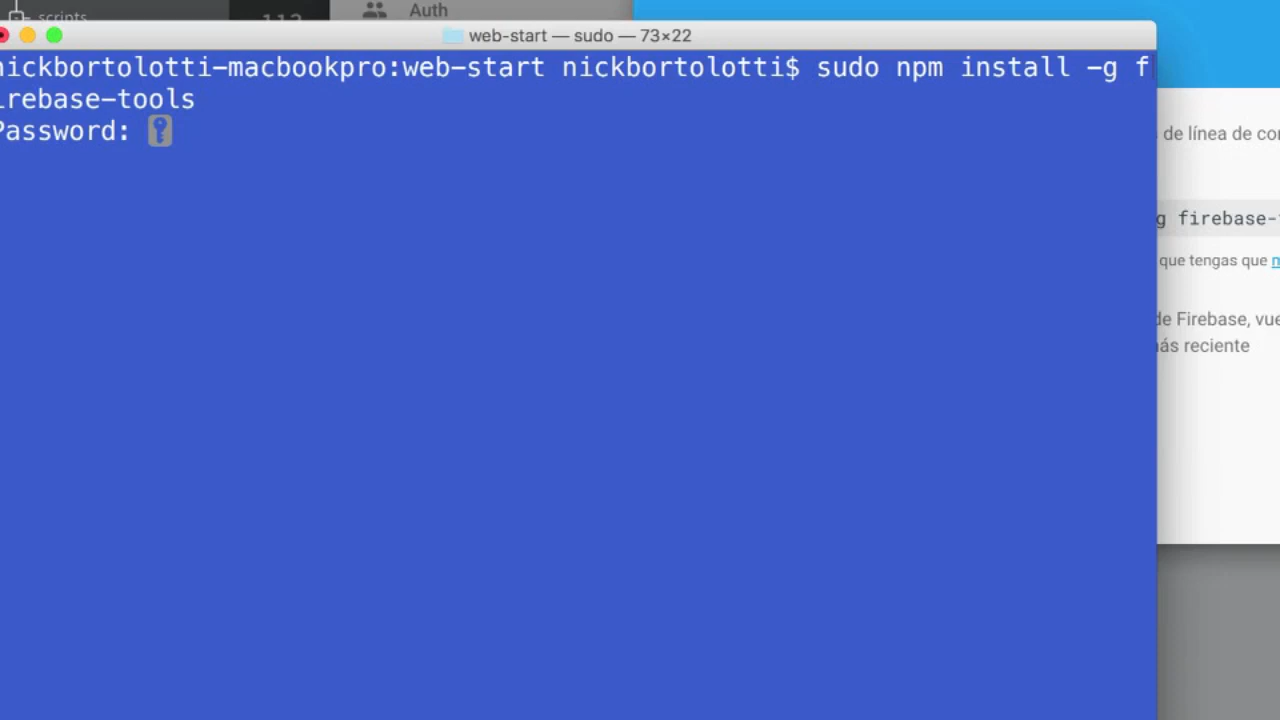 scripts
Auth
web-start — sudo — 73×22
nickbortolotti-macbookpro:web-start nickbortolotti$ sudo npm install -g f
irebase-tools
Password:
de línea de co
g firebase-
que tengas que
de Firebase, vue
más reciente